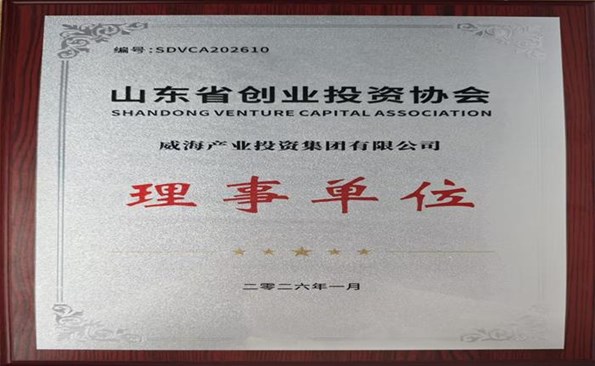 编号:SDVCA202610
山东省创业投资协会
SHANDONG VENTURE CAPITAL ASSOCIATION
威海产业投资集团有限公司
理事单位
二零二六年一月